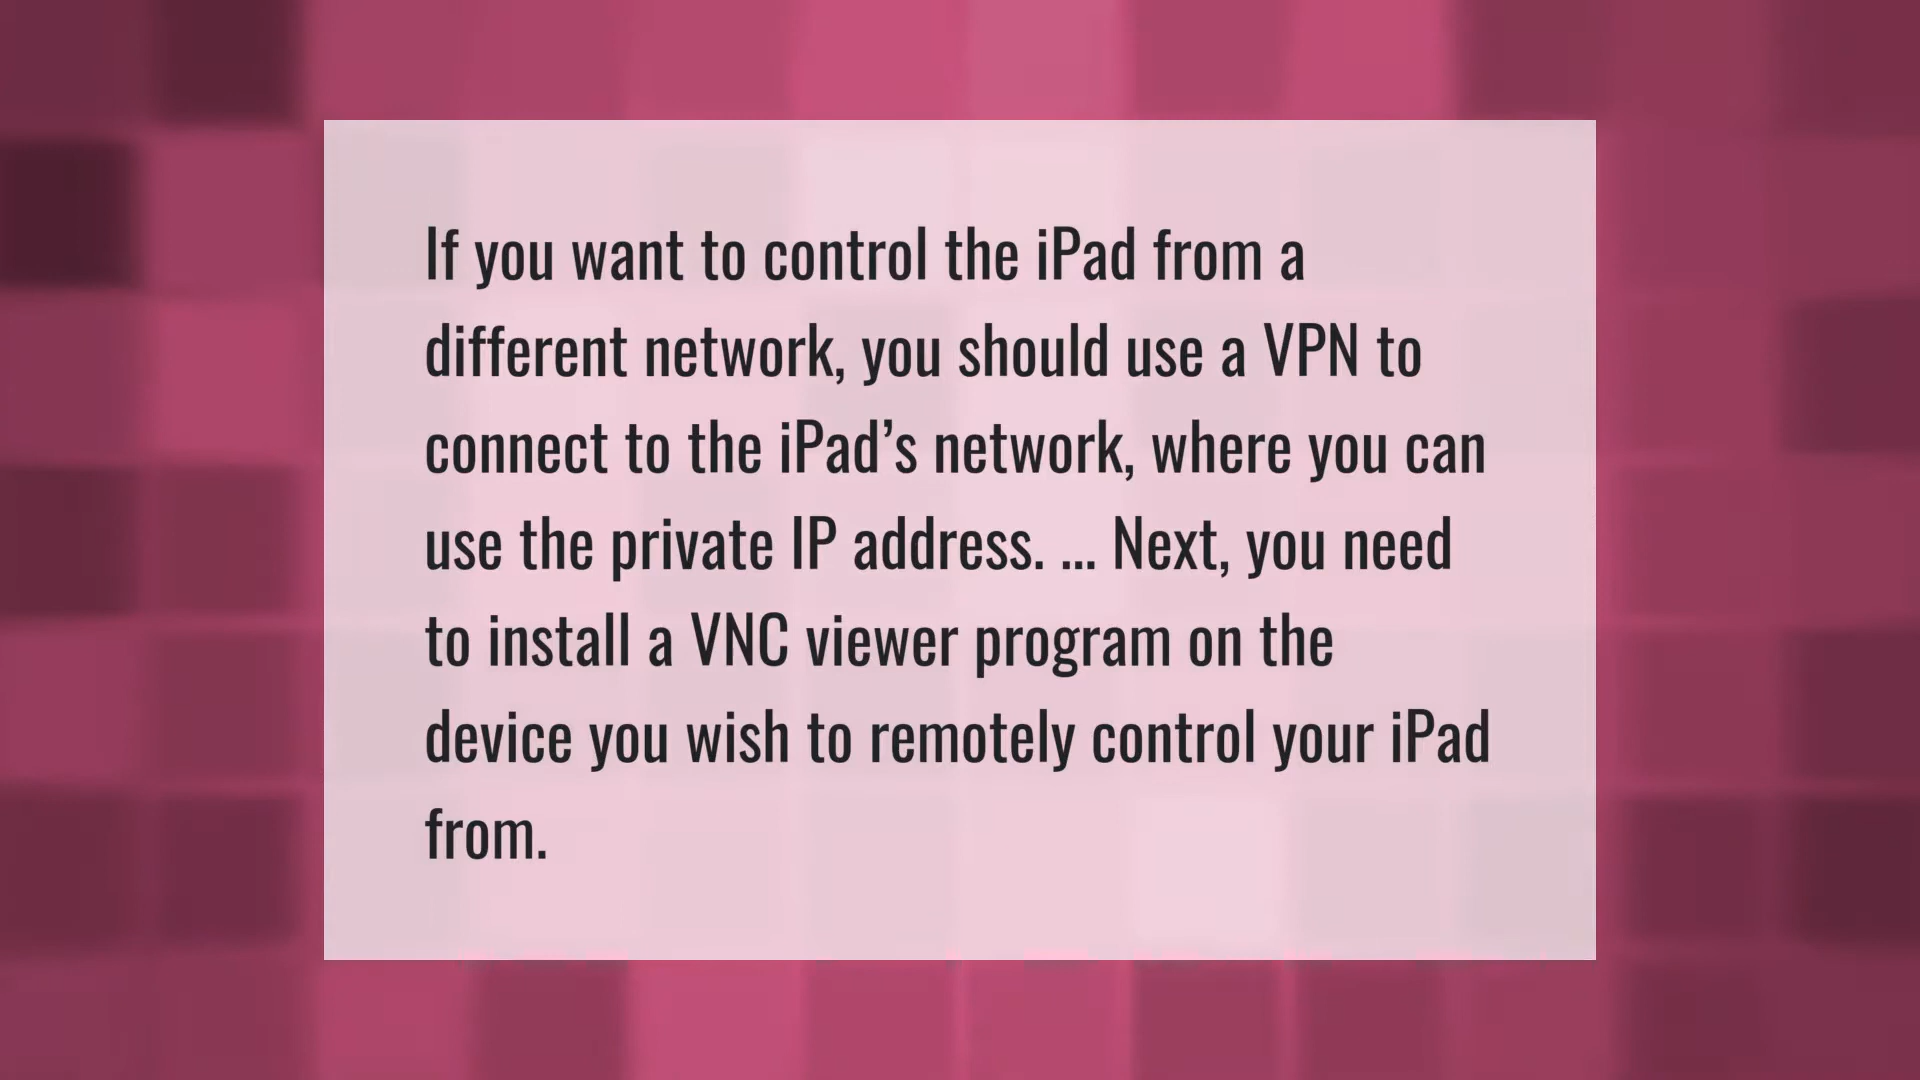 If you want to control the iPad from a
different network, you should use a VPN to
connect to the iPad’s network, where you can
use the private IP address. ... Next, you need
to install a VNC viewer program on the
device you wish to remotely control your iPad
from.